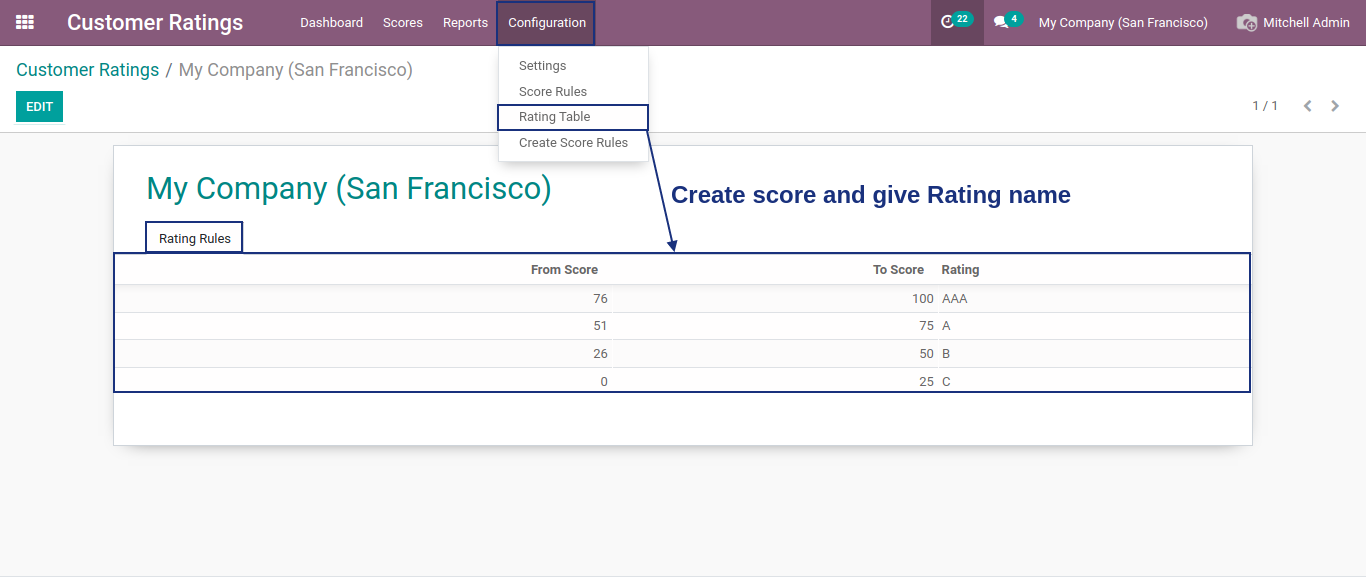 Customer Ratings Dashboard Scores Reports Configuration 22 4 My Company (San Francisco) Mitchell Admin
Customer Ratings / My Company (San Francisco)
EDIT
1 / 1
Settings
Score Rules
Rating Table
Create Score Rules
My Company (San Francisco)
Create score and give Rating name
Rating Rules
From Score To Score Rating
76 100 AAA
51 75 A
26 50 B
0 25 C